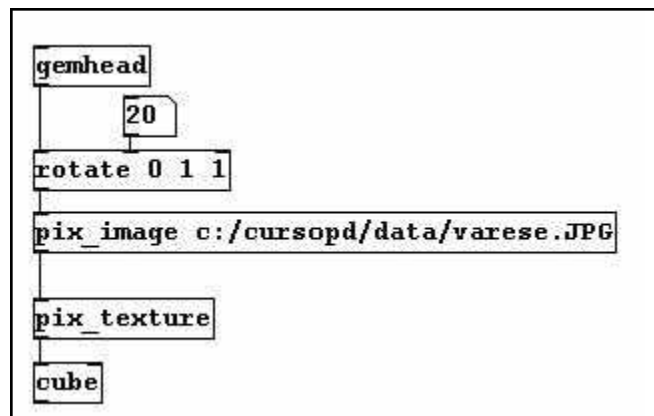 gemhead
20
rotate 0 1 1
pix_image c:/cursopd/data/varese.JPG
pix_texture
cube